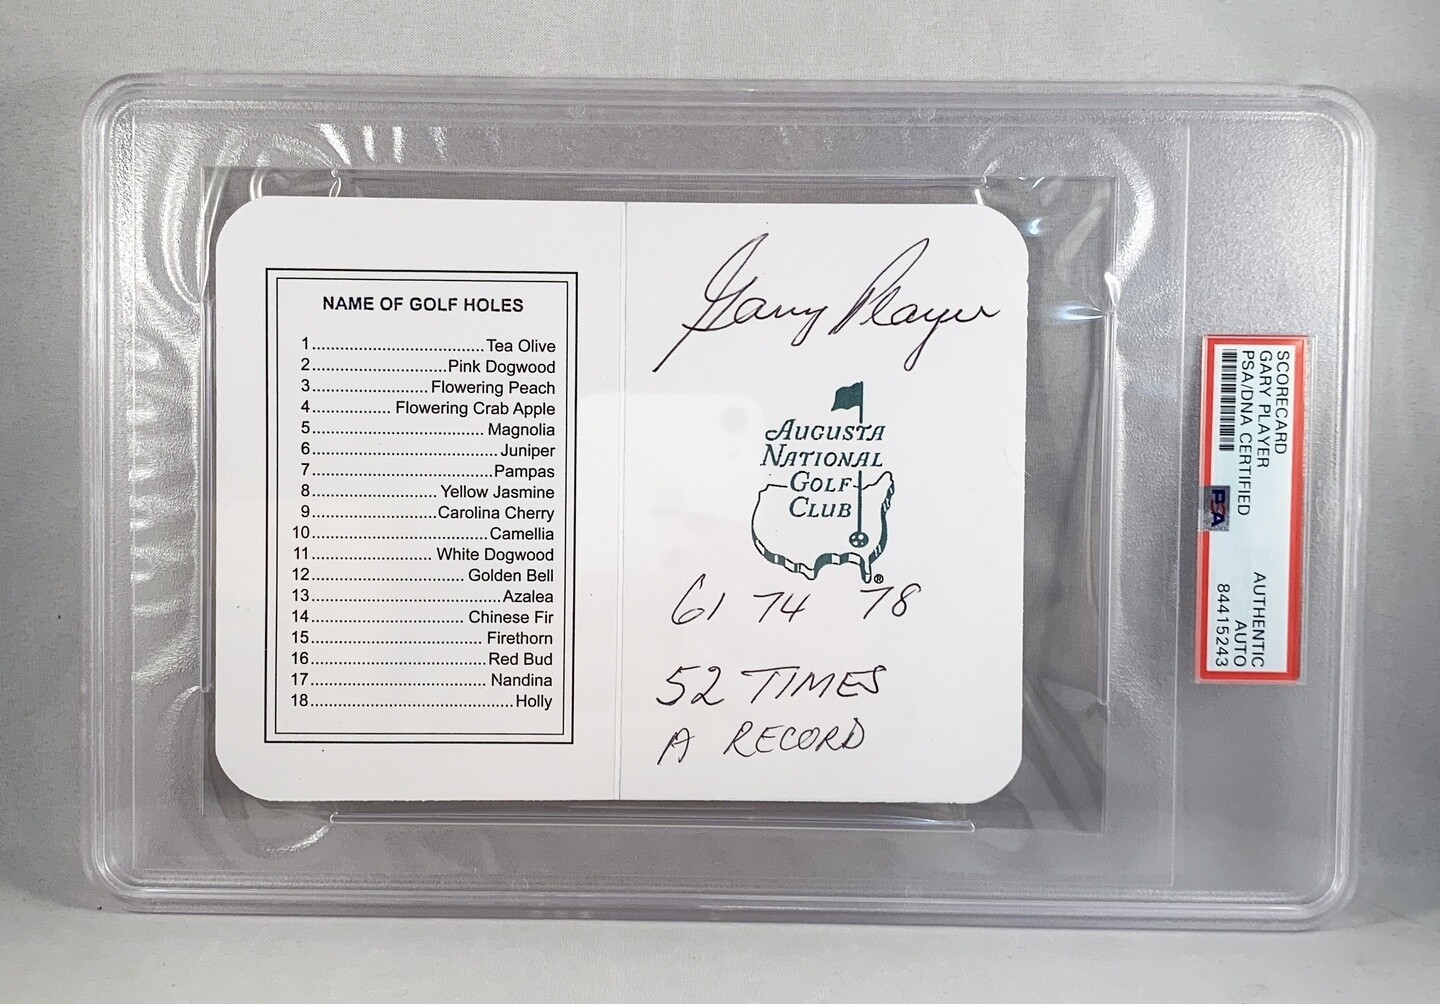 NAME OF GOLF HOLES
1..........................................Tea Olive
2.................................Pink Dogwood
3............................Flowering Peach
4................... Flowering Crab Apple
5.......................................... Magnolia
6............................................. Juniper
7............................................Pampas
8.............................. Yellow Jasmine
9..............................Carolina Cherry
10...........................................Camellia
11..............................White Dogwood
12..................................... Golden Bell
13..............................................Azalea
14..................................... Chinese Fir
15.......................................... Firethorn
16...........................................Red Bud
17........................................... Nandina
18.................................................Holly
Gary Player
AUGUSTA
NATIONAL
GOLF
CLUB
®
61 74 78
52 TIMES
A RECORD
SCORECARD
GARY PLAYER
PSA/DNA CERTIFIED
PSA
AUTHENTIC
AUTO
84415243